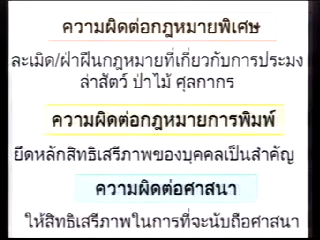 ความผิดต่อกฎหมายพิเศษ
ละเมิด/ฝ่าฝืนกฎหมายที่เกี่ยวกับการประมง
ล่าสัตว์ ป่าไม้ ศุลกากร
ความผิดต่อกฎหมายการพิมพ์
ยึดหลักสิทธิเสรีภาพของบุคคลเป็นสำคัญ
ความผิดต่อศาสนา
ให้สิทธิเสรีภาพในการที่จะนับถือศาสนา